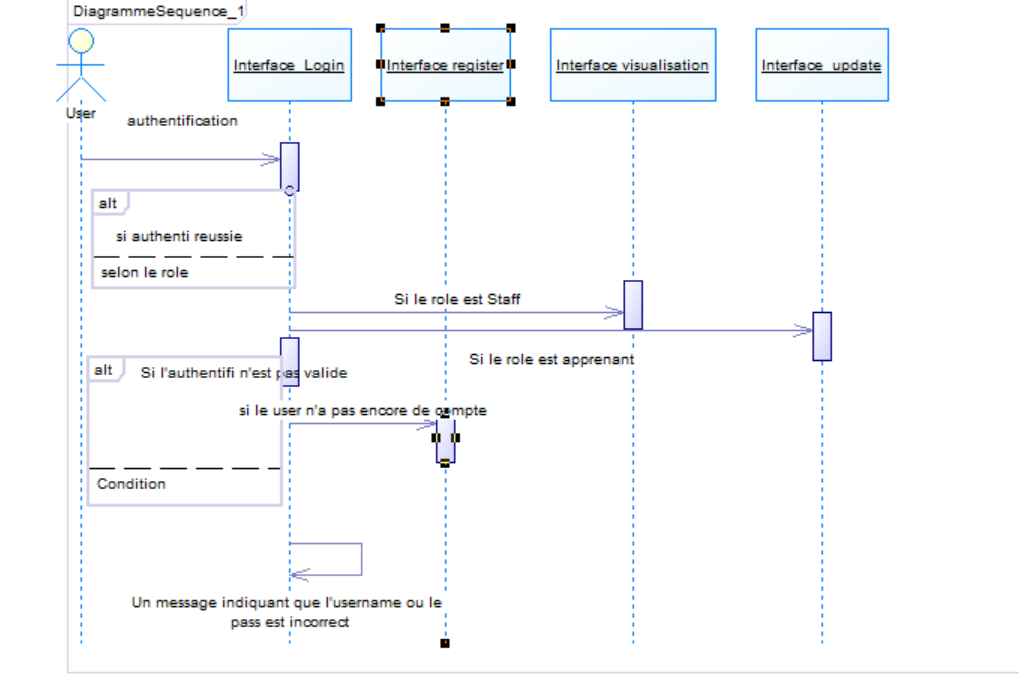 DiagrammeSequence_1
Interface_Login
Interface register
Interface visualisation
Interface_update
User
authentification
alt
si authenti reussie
selon le role
Si le role est Staff
Si le role est apprenant
alt
Si l'authentifi n'est pas valide
si le user n'a pas encore de compte
Condition
Un message indiquant que l'username ou le
pass est incorrect